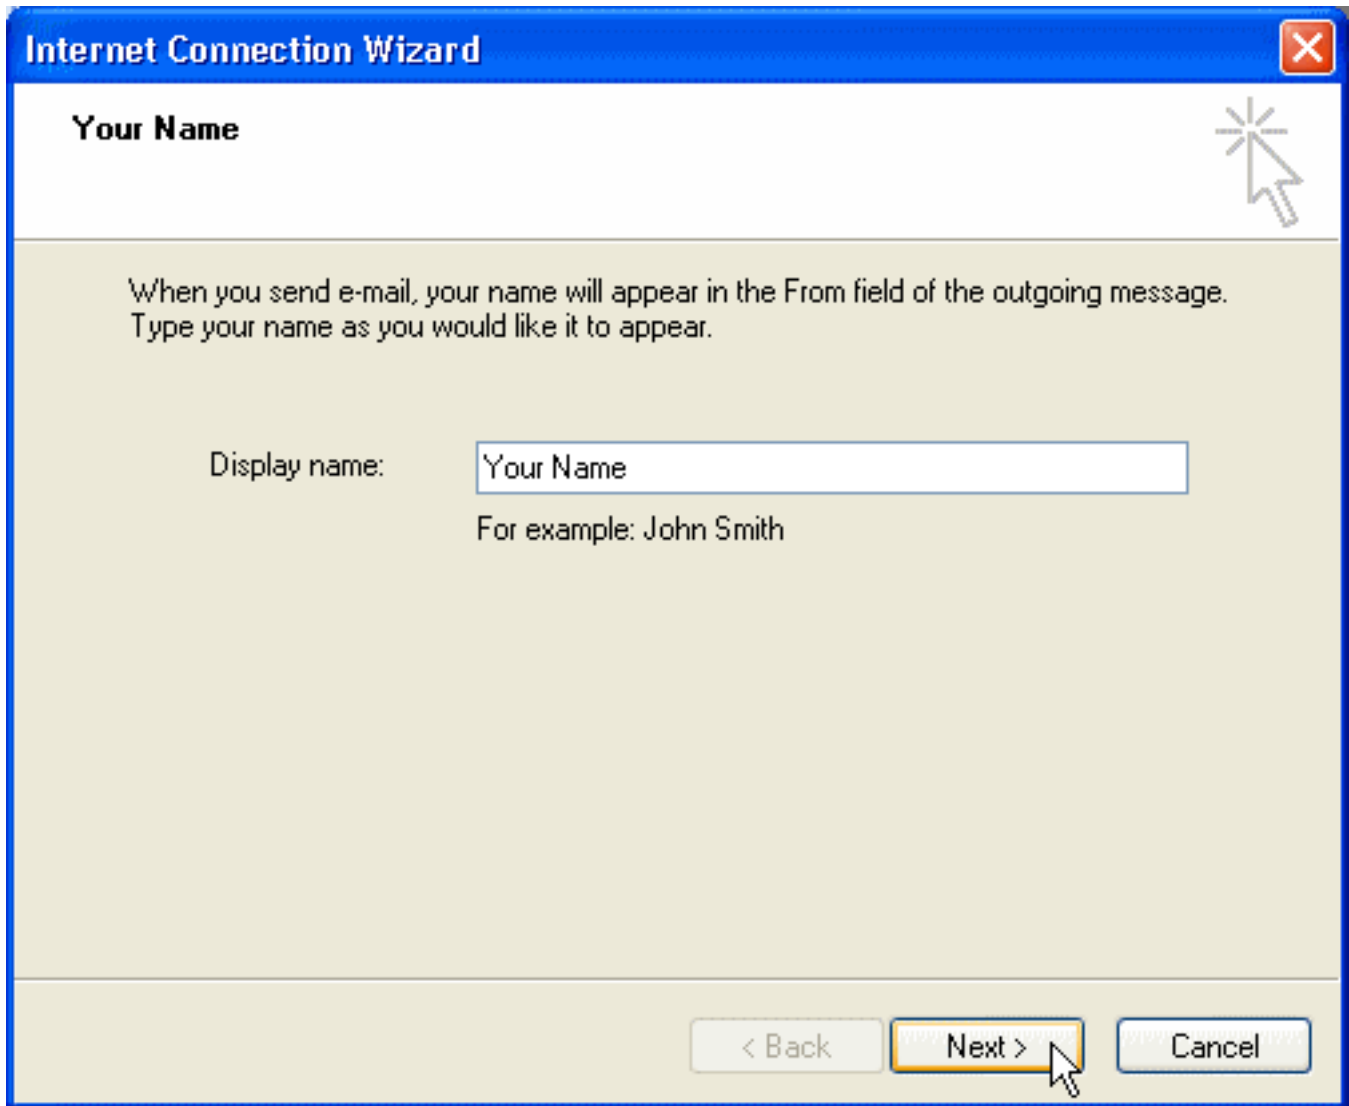 Internet Connection Wizard
Your Name
When you send e-mail, your name will appear in the From field of the outgoing message.
Type your name as you would like it to appear.
Display name: Your Name
For example: John Smith
< Back Next > Cancel